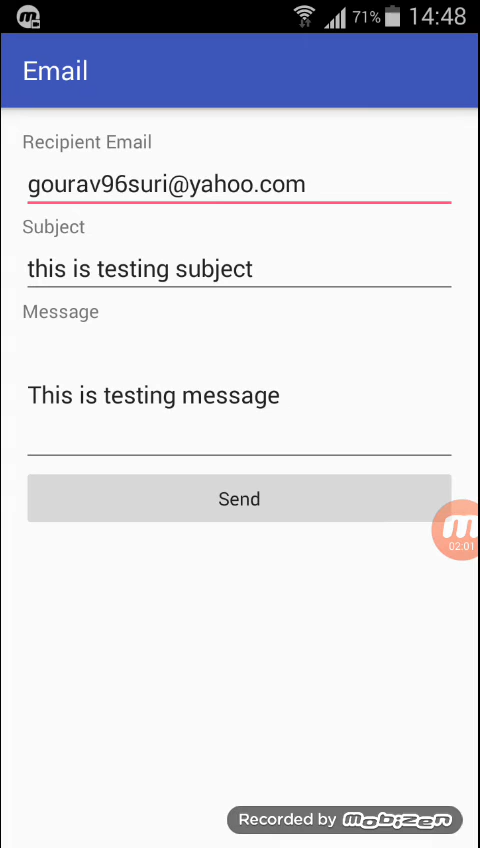 71% 14:48
Email
Recipient Email
gourav96suri@yahoo.com
Subject
this is testing subject
Message
This is testing message
Send
02:01
Recorded by Mobizen